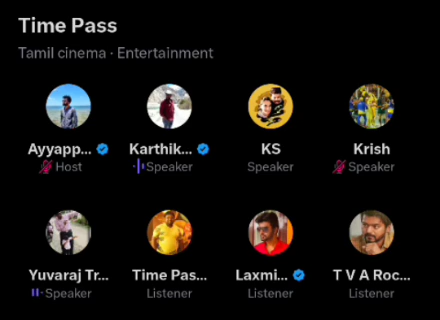 Time Pass
Tamil cinema · Entertainment
Ayyapp... Karthik... KS Krish
Host Speaker Speaker Speaker
Yuvaraj Tr... Time Pas... Laxmi... T V A Roc...
Speaker Listener Listener Listener